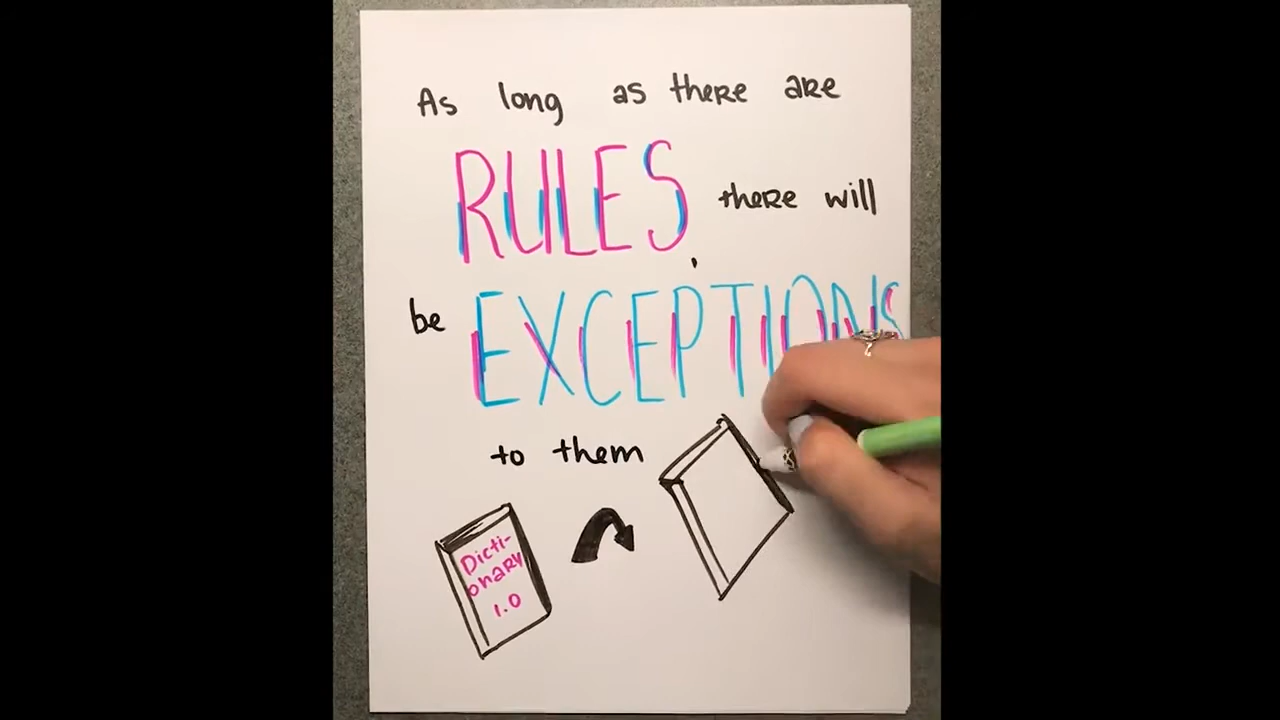 As long as there are
RULES, there will
be EXCEPTIONS
to them
Dicti-
onary
1.0